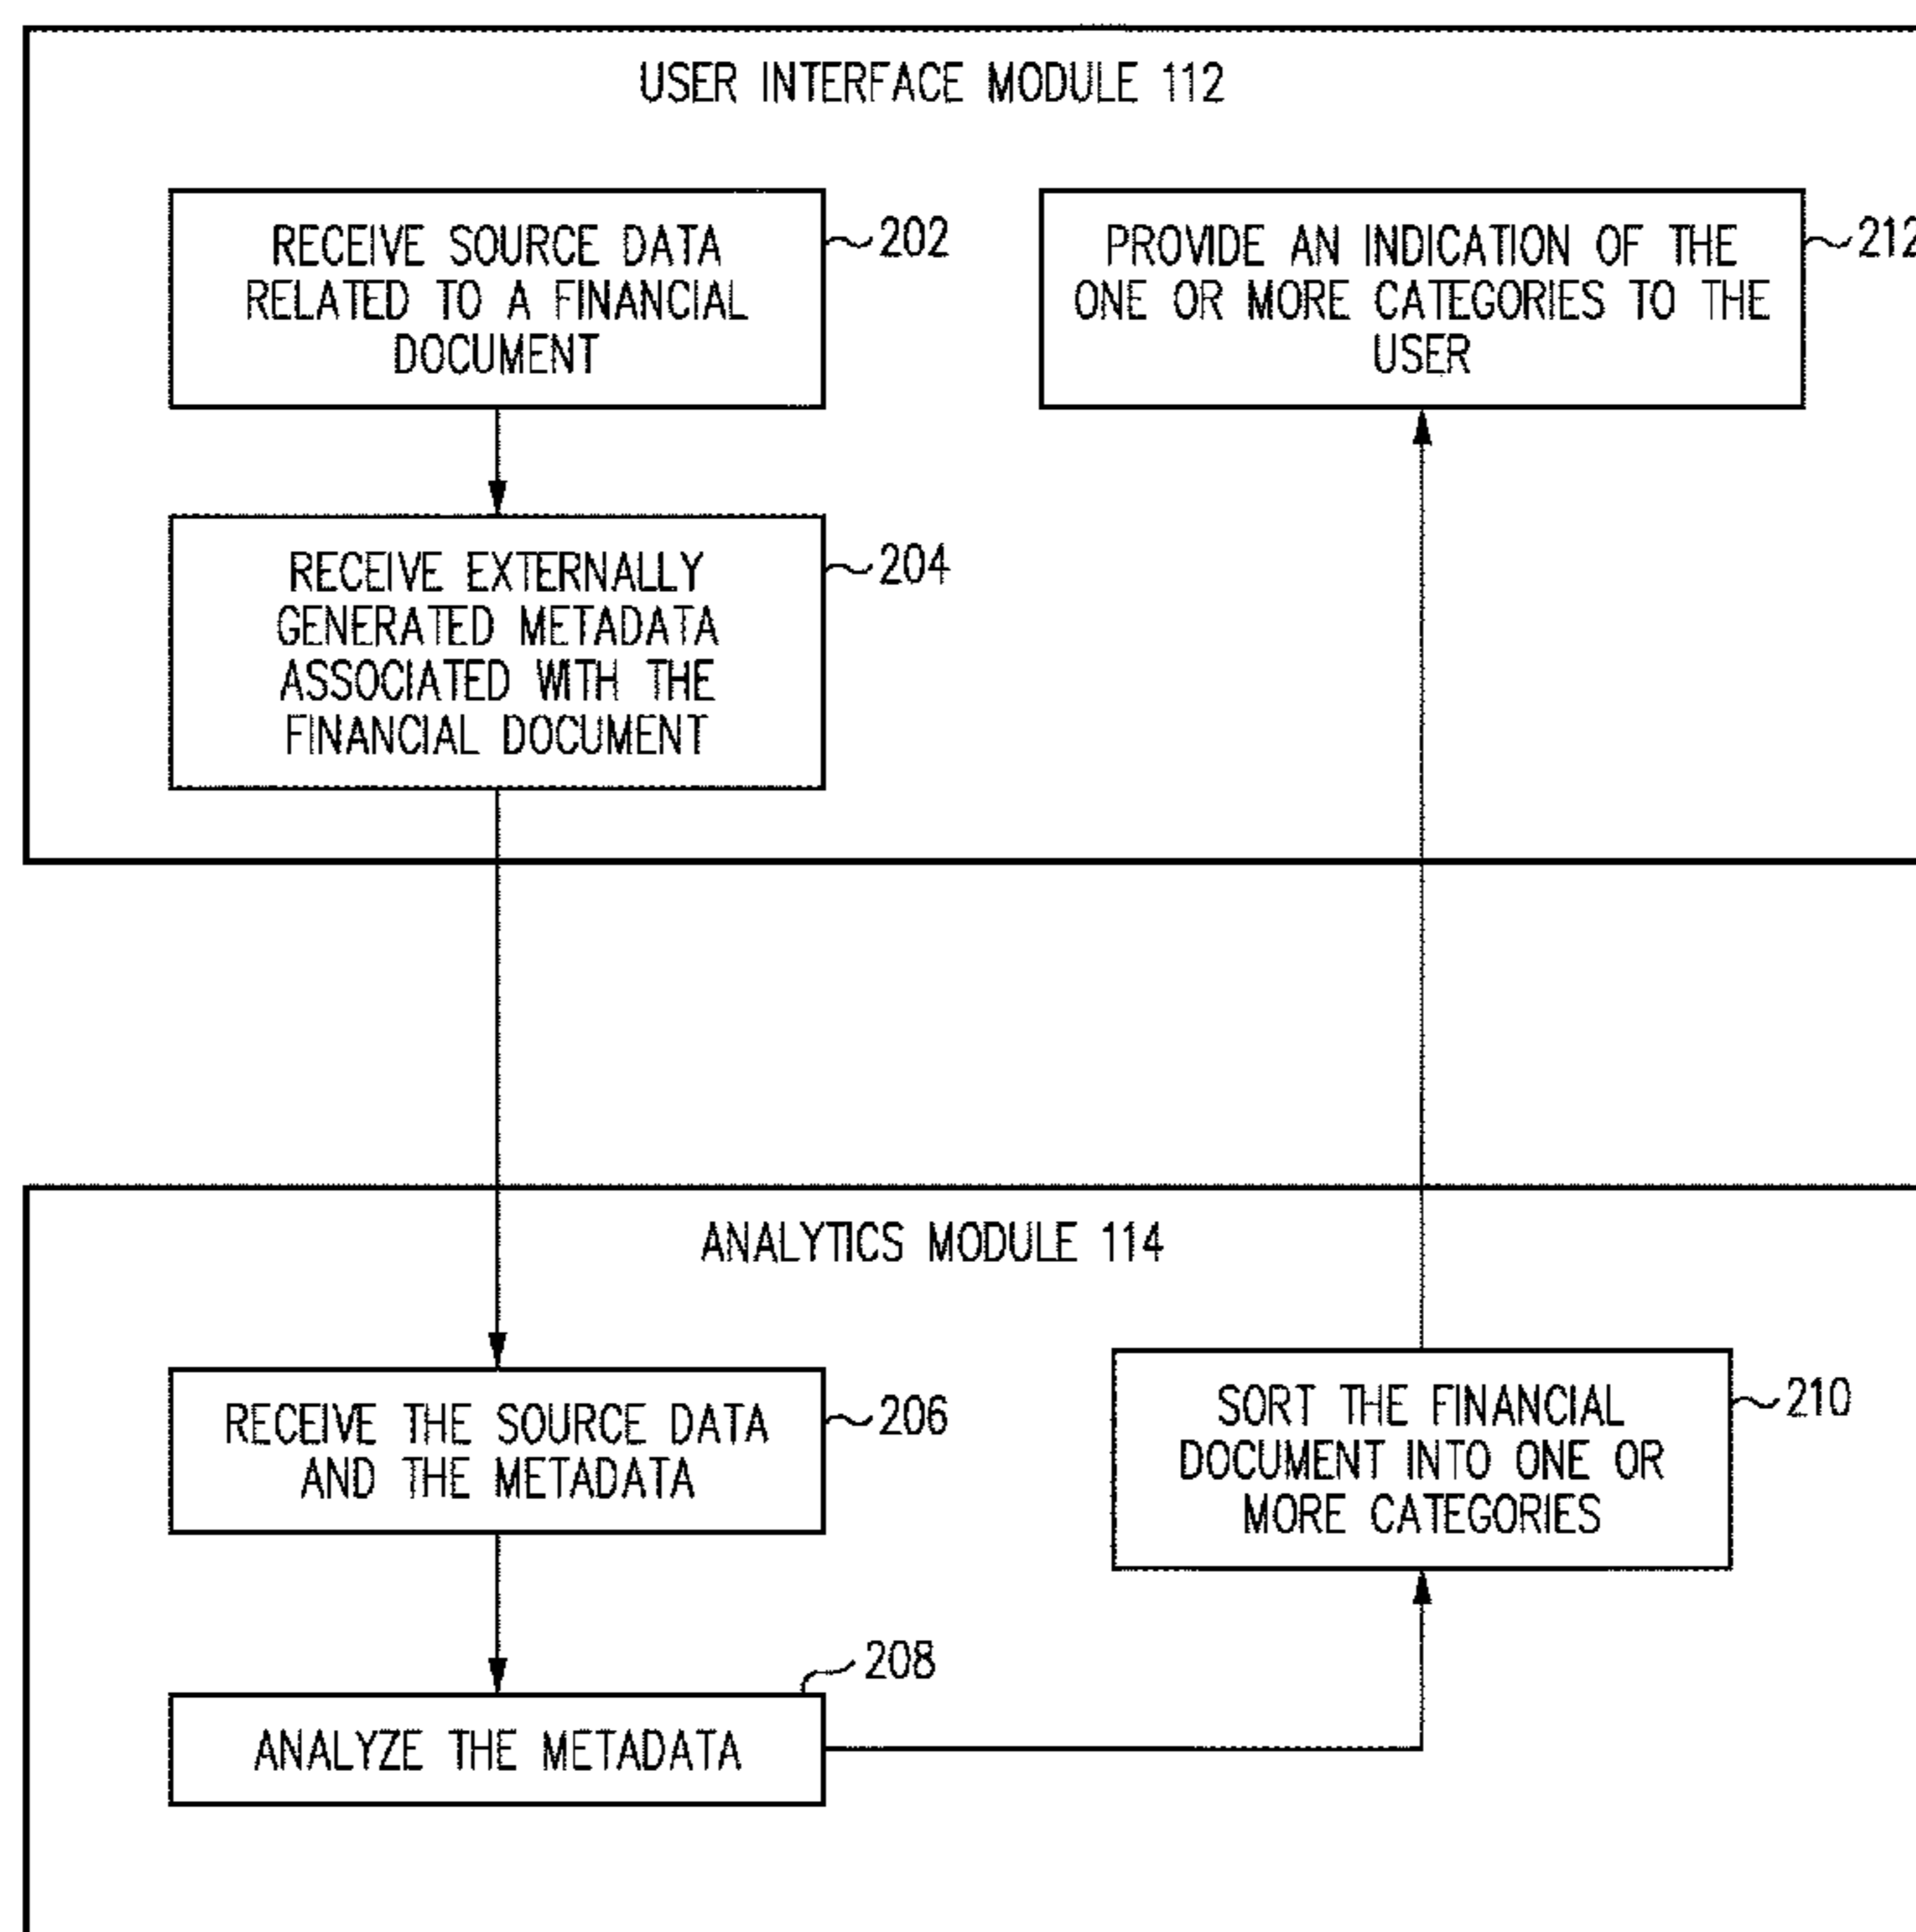 USER INTERFACE MODULE 112
RECEIVE SOURCE DATA
RELATED TO A FINANCIAL
DOCUMENT
202
PROVIDE AN INDICATION OF THE
ONE OR MORE CATEGORIES TO THE
USER
212
RECEIVE EXTERNALLY
GENERATED METADATA
ASSOCIATED WITH THE
FINANCIAL DOCUMENT
204
ANALYTICS MODULE 114
RECEIVE THE SOURCE DATA
AND THE METADATA
206
SORT THE FINANCIAL
DOCUMENT INTO ONE OR
MORE CATEGORIES
210
208
ANALYZE THE METADATA